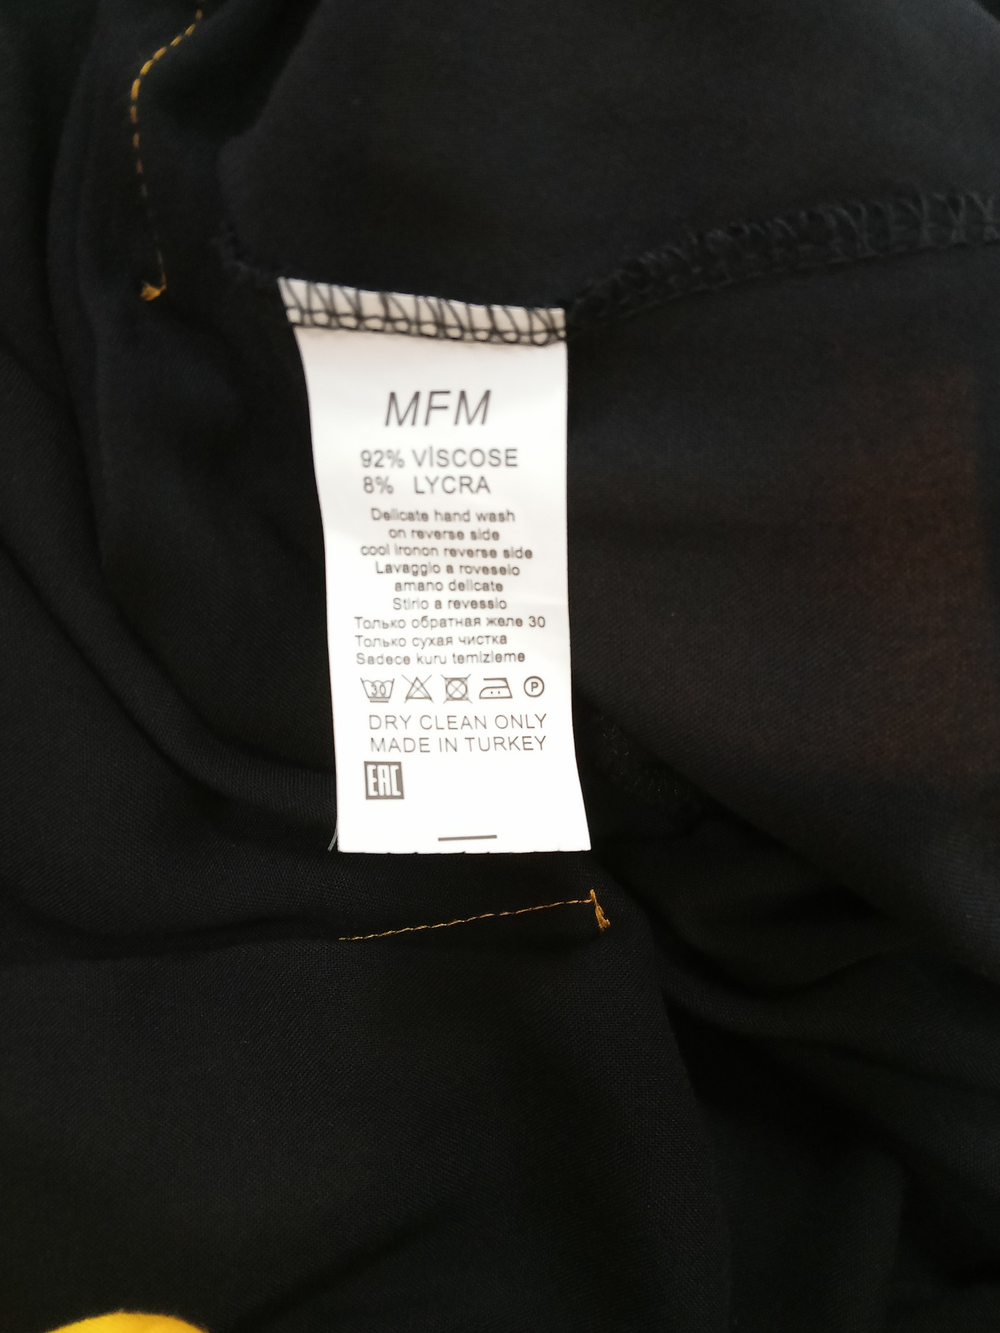 MFM
92% VİSCOSE
8% LYCRA
Delicate hand wash
on reverse side
cool ironon reverse side
Lavaggio a roveseio
amano delicate
Stirio a revessio
Только обратная желе 30
Только сухая чистка
Sadece kuru temizleme
30 P
DRY CLEAN ONLY
MADE IN TURKEY
EAC